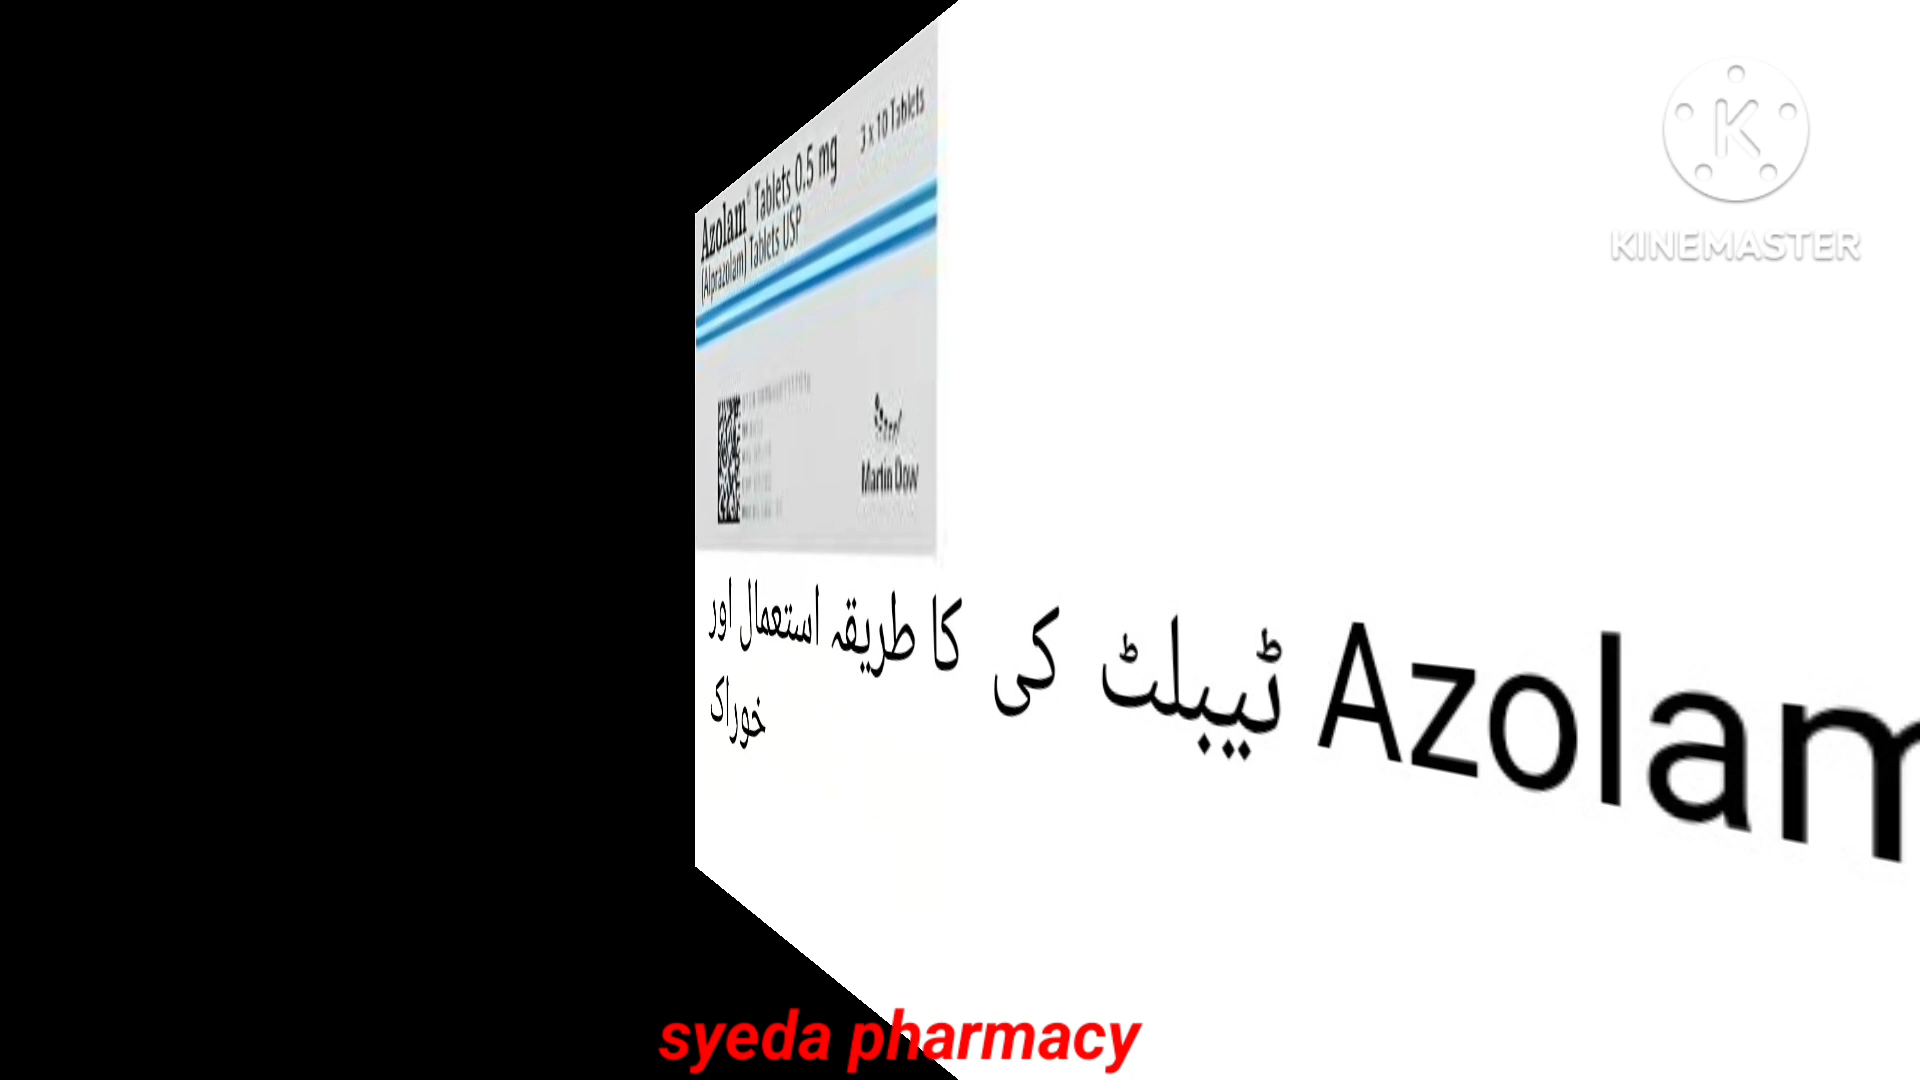 Azolam® Tablets 0.5 mg
3 x 10 Tablets
(Alprazolam) Tablets USP
Martin Dow
KINEMASTER
Azolam ٹیبلٹ کی کا طریقہ استعمال اور
خوراک
syeda pharmacy